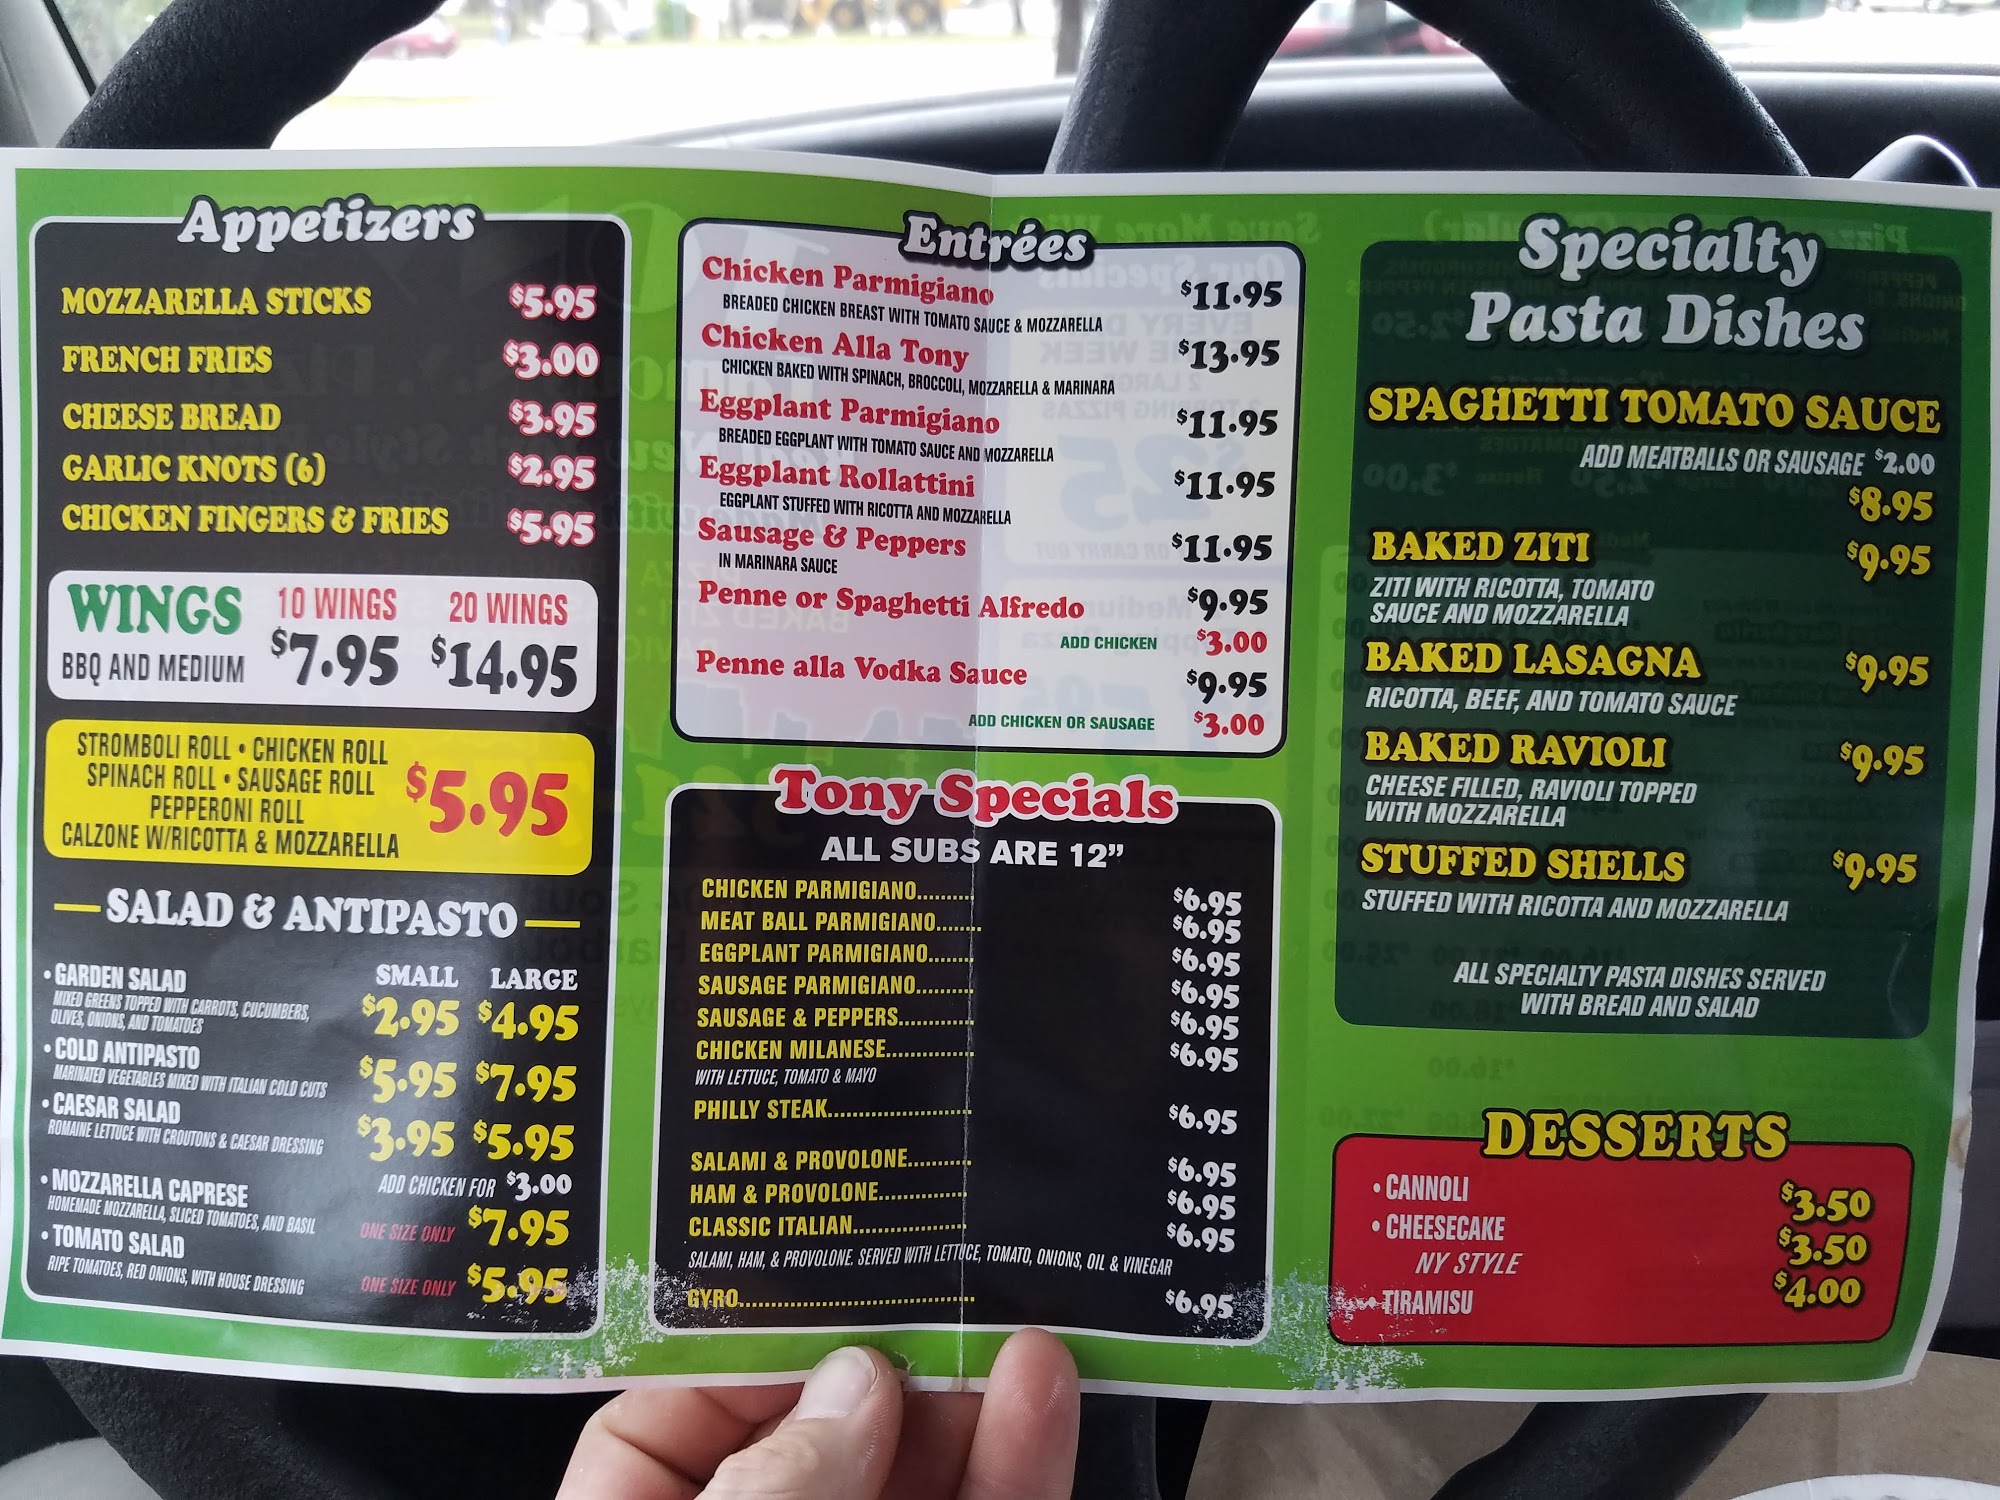 Appetizers
MOZZARELLA STICKS $5.95
FRENCH FRIES $3.00
CHEESE BREAD $3.95
GARLIC KNOTS (6) $2.95
CHICKEN FINGERS & FRIES $5.95
WINGS 10 WINGS 20 WINGS
BBQ AND MEDIUM $7.95 $14.95
STROMBOLI ROLL • CHICKEN ROLL
SPINACH ROLL • SAUSAGE ROLL
PEPPERONI ROLL
CALZONE W/RICOTTA & MOZZARELLA
$5.95
SALAD & ANTIPASTO
SMALL LARGE
• GARDEN SALAD $2.95 $4.95
MIXED GREENS TOPPED WITH CARROTS, CUCUMBERS,
OLIVES, ONIONS, AND TOMATOES
• COLD ANTIPASTO $5.95 $7.95
MARINATED VEGETABLES MIXED WITH ITALIAN COLD CUTS
• CAESAR SALAD $3.95 $5.95
ROMAINE LETTUCE WITH CROUTONS & CAESAR DRESSING
ADD CHICKEN FOR $3.00
• MOZZARELLA CAPRESE
HOMEMADE MOZZARELLA, SLICED TOMATOES, AND BASIL ONE SIZE ONLY $7.95
• TOMATO SALAD
RIPE TOMATOES, RED ONIONS, WITH HOUSE DRESSING ONE SIZE ONLY $5.95
Entrées
Chicken Parmigiano $11.95
BREADED CHICKEN BREAST WITH TOMATO SAUCE & MOZZARELLA
Chicken Alla Tony $13.95
CHICKEN BAKED WITH SPINACH, BROCCOLI, MOZZARELLA & MARINARA
Eggplant Parmigiano $11.95
BREADED EGGPLANT WITH TOMATO SAUCE AND MOZZARELLA
Eggplant Rollattini $11.95
EGGPLANT STUFFED WITH RICOTTA AND MOZZARELLA
Sausage & Peppers $11.95
IN MARINARA SAUCE
Penne or Spaghetti Alfredo $9.95
ADD CHICKEN $3.00
Penne alla Vodka Sauce $9.95
ADD CHICKEN OR SAUSAGE $3.00
Tony Specials
ALL SUBS ARE 12”
CHICKEN PARMIGIANO.......... $6.95
MEAT BALL PARMIGIANO........ $6.95
EGGPLANT PARMIGIANO........ $6.95
SAUSAGE PARMIGIANO.......... $6.95
SAUSAGE & PEPPERS............. $6.95
CHICKEN MILANESE............... $6.95
WITH LETTUCE, TOMATO & MAYO
PHILLY STEAK......................... $6.95
SALAMI & PROVOLONE........... $6.95
HAM & PROVOLONE............... $6.95
CLASSIC ITALIAN.................... $6.95
SALAMI, HAM, & PROVOLONE. SERVED WITH LETTUCE, TOMATO, ONIONS, OIL & VINEGAR
GYRO........................................ $6.95
Specialty
Pasta Dishes
SPAGHETTI TOMATO SAUCE
ADD MEATBALLS OR SAUSAGE $2.00
$8.95
BAKED ZITI $9.95
ZITI WITH RICOTTA, TOMATO
SAUCE AND MOZZARELLA
BAKED LASAGNA $9.95
RICOTTA, BEEF, AND TOMATO SAUCE
BAKED RAVIOLI $9.95
CHEESE FILLED, RAVIOLI TOPPED
WITH MOZZARELLA
STUFFED SHELLS $9.95
STUFFED WITH RICOTTA AND MOZZARELLA
ALL SPECIALTY PASTA DISHES SERVED
WITH BREAD AND SALAD
DESSERTS
• CANNOLI $3.50
• CHEESECAKE $3.50
NY STYLE
• TIRAMISU $4.00